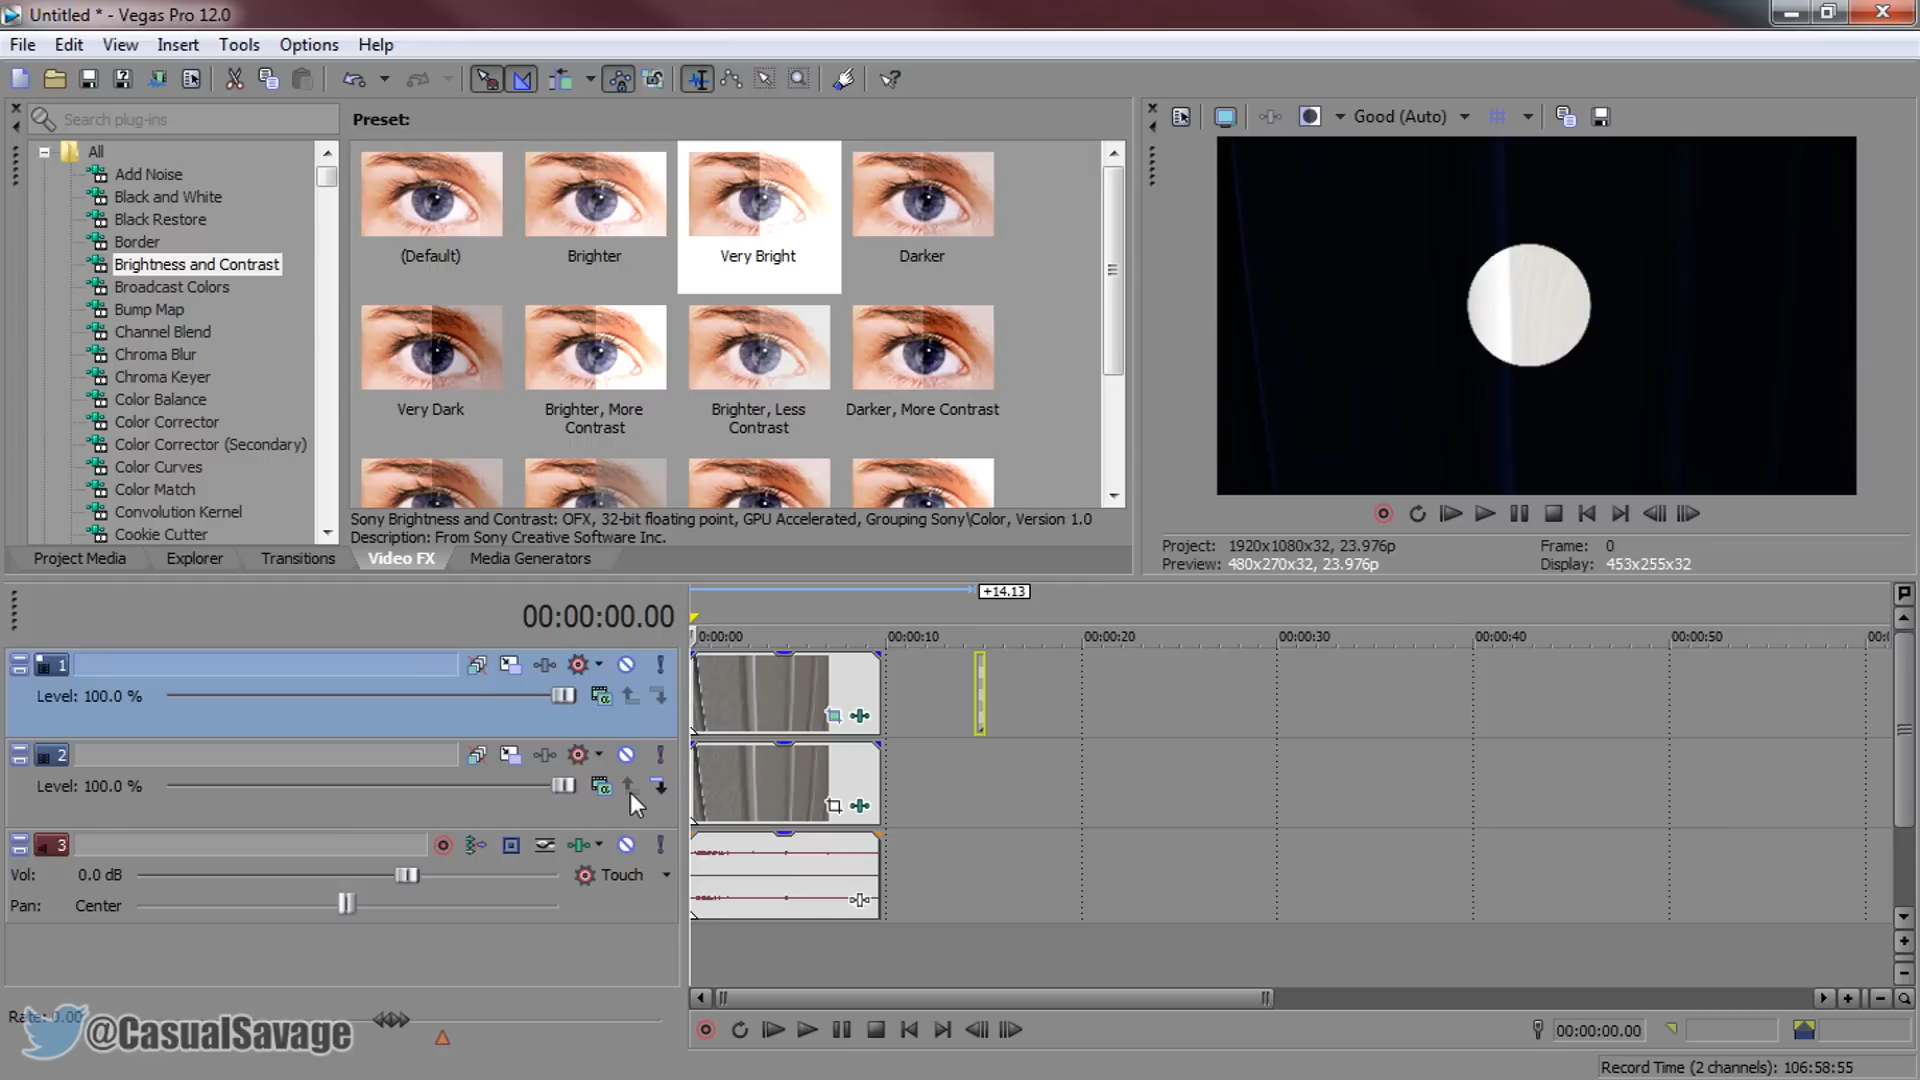 Untitled * - Vegas Pro 12.0
File Edit View Insert Tools Options Help
Search plug-ins
Preset:
Good (Auto)
All
Add Noise
Black and White
Black Restore
Border
Brightness and Contrast
Broadcast Colors
Bump Map
Channel Blend
Chroma Blur
Chroma Keyer
Color Balance
Color Corrector
Color Corrector (Secondary)
Color Curves
Color Match
Convolution Kernel
Cookie Cutter
(Default) Brighter Very Bright Darker
Very Dark Brighter, More Contrast Brighter, Less Contrast Darker, More Contrast
Sony Brightness and Contrast: OFX, 32-bit floating point, GPU Accelerated, Grouping Sony\Color, Version 1.0
Description: From Sony Creative Software Inc.
Project Media Explorer Transitions Video FX Media Generators
Project: 1920x1080x32, 23.976p Frame: 0
Preview: 480x270x32, 23.976p Display: 453x255x32
00:00:00.00
+14.13
0:00:00 00:00:10 00:00:20 00:00:30 00:00:40 00:00:50 00:0
1
Level: 100.0 %
2
Level: 100.0 %
3
Vol: 0.0 dB Touch
Pan: Center
Rate: 0.00
@CasualSavage
00:00:00.00
Record Time (2 channels): 106:58:55